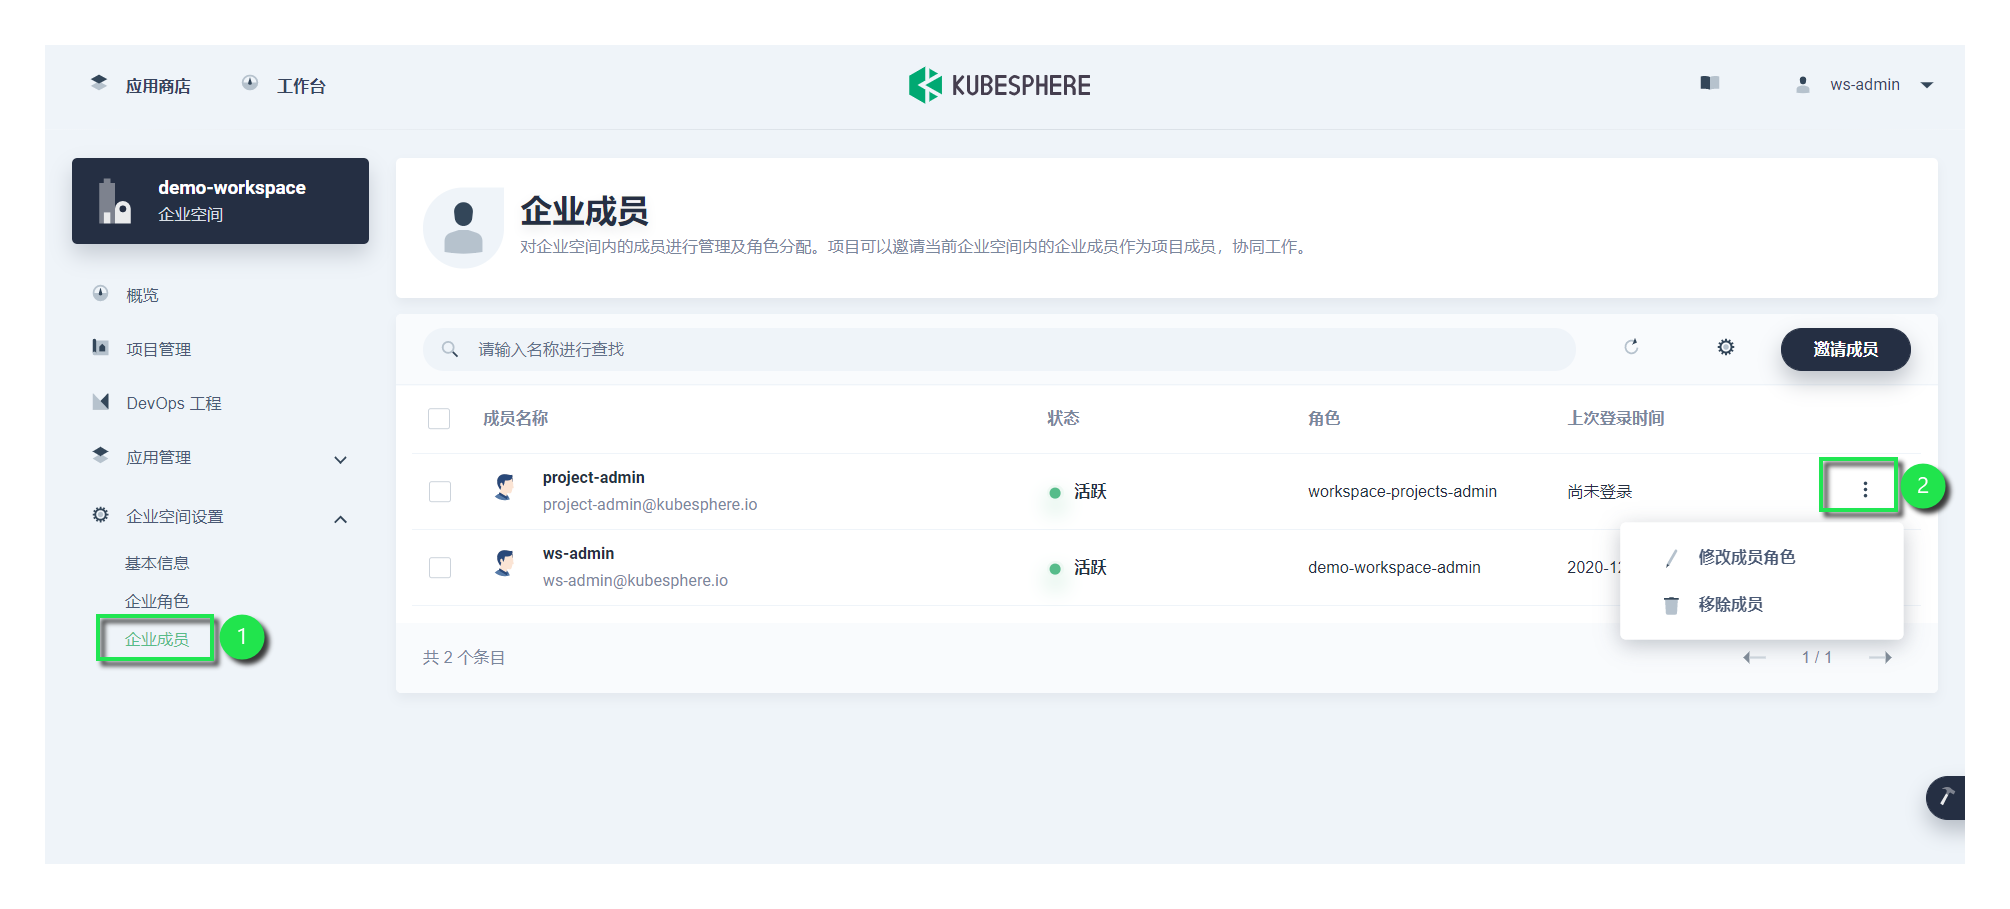 应用商店 工作台 KUBESPHERE ws-admin
demo-workspace
企业空间
概览
项目管理
DevOps 工程
应用管理
企业空间设置
基本信息
企业角色
企业成员 1
企业成员
对企业空间内的成员进行管理及角色分配。项目可以邀请当前企业空间内的企业成员作为项目成员，协同工作。
请输入名称进行查找 邀请成员
成员名称 状态 角色 上次登录时间
project-admin
project-admin@kubesphere.io 活跃 workspace-projects-admin 尚未登录 2
ws-admin
ws-admin@kubesphere.io 活跃 demo-workspace-admin 2020-12
修改成员角色
移除成员
共 2 个条目 1 / 1